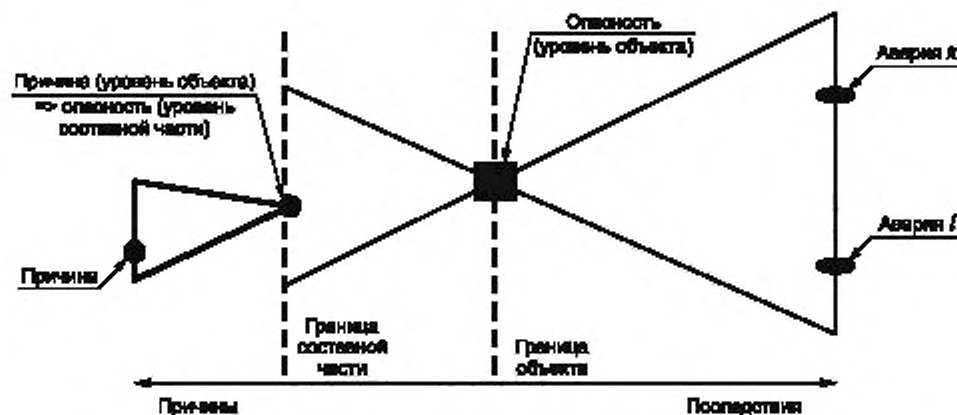 Опасность
(уровень объекта)
Авария k
Причина (уровень объекта)
=> опасность (уровень
составной части)
Авария l
Причина
Граница
составной
части
Граница
объекта
Причины
Последствия